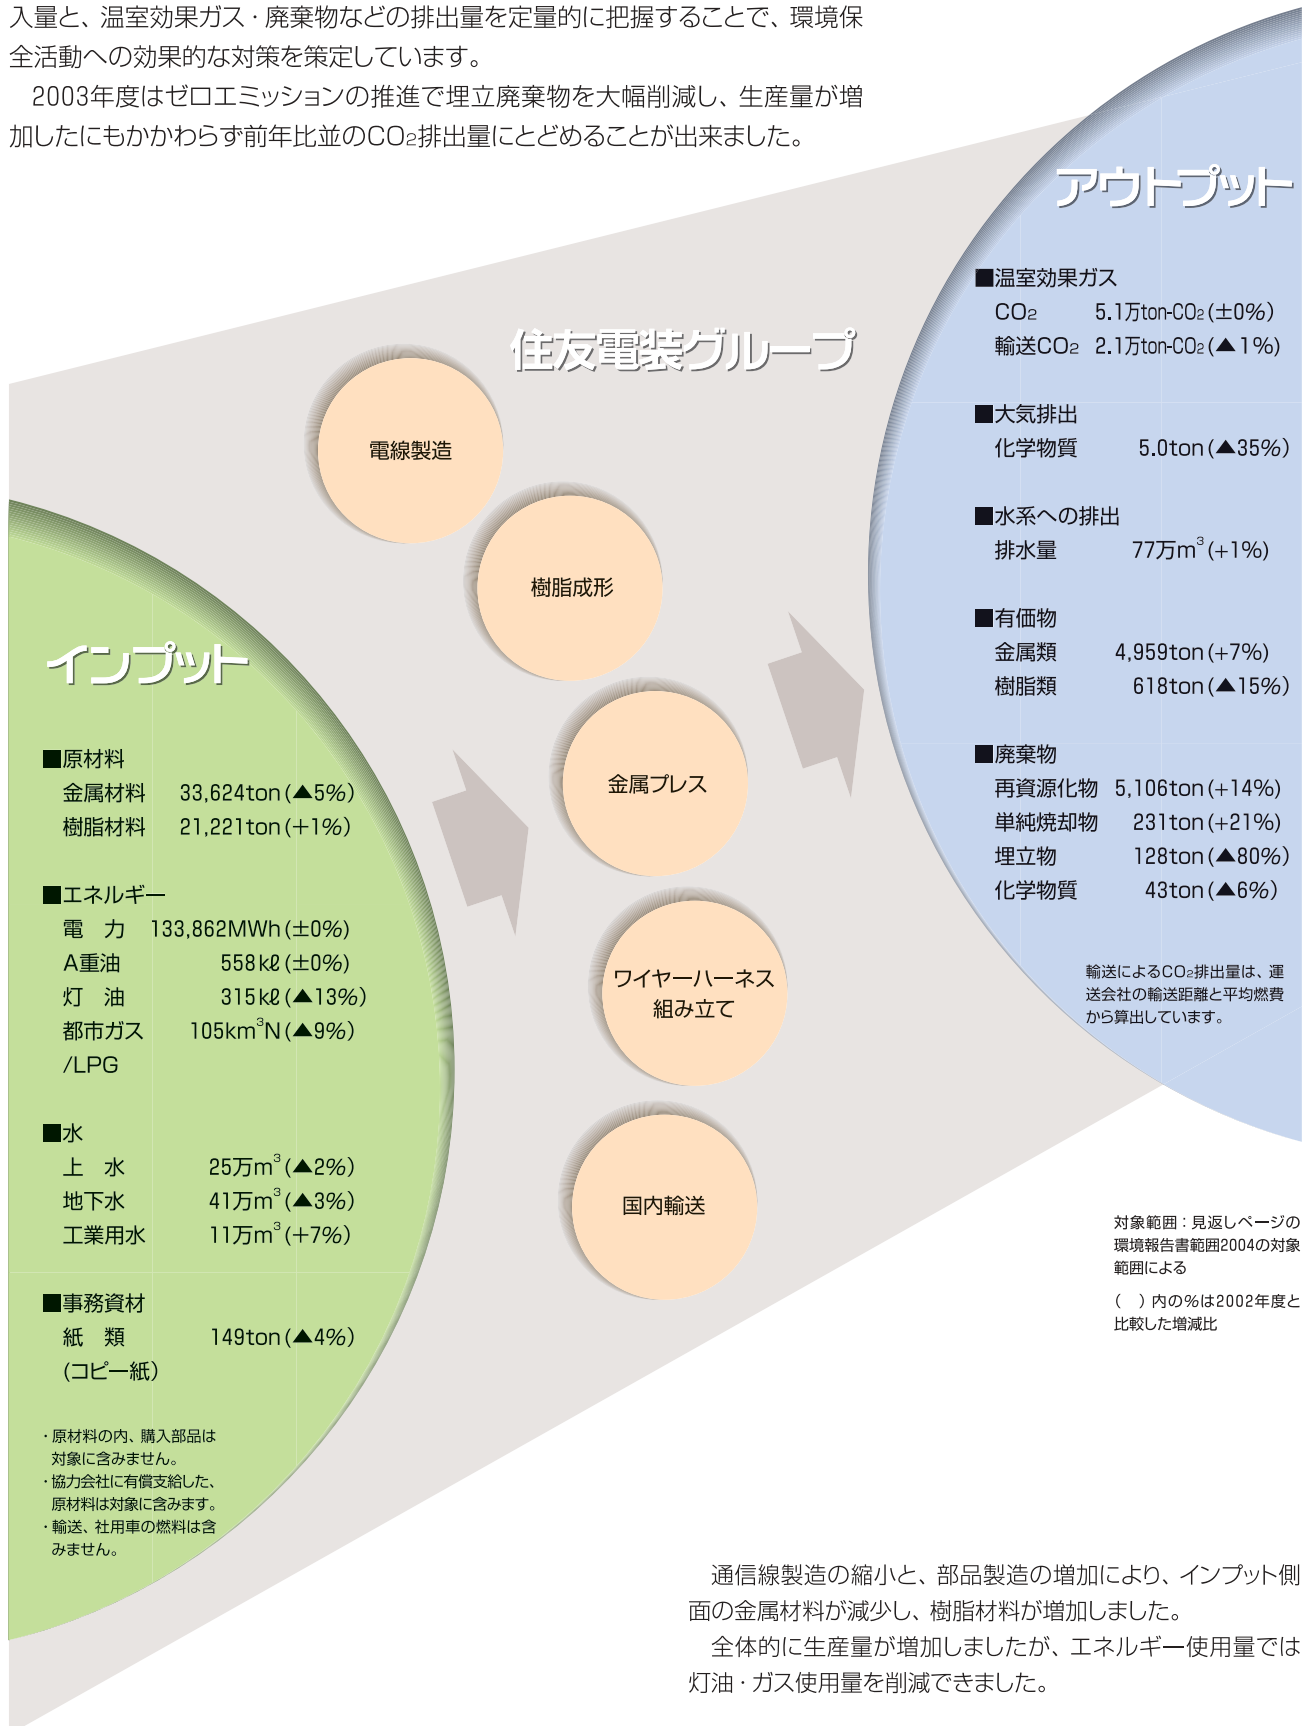 入量と、温室効果ガス・廃棄物などの排出量を定量的に把握することで、環境保
全活動への効果的な対策を策定しています。
2003年度はゼロエミッションの推進で埋立廃棄物を大幅削減し、生産量が増
加したにもかかわらず前年比並のCO₂排出量にとどめることが出来ました。
アウトプット
■温室効果ガス
CO₂ 5.1万ton-CO₂(±0%)
輸送CO₂ 2.1万ton-CO₂(▲1%)
■大気排出
化学物質 5.0ton(▲35%)
■水系への排出
排水量 77万m³(+1%)
■有価物
金属類 4,959ton(+7%)
樹脂類 618ton(▲15%)
■廃棄物
再資源化物 5,106ton(+14%)
単純焼却物 231ton(+21%)
埋立物 128ton(▲80%)
化学物質 43ton(▲6%)
輸送によるCO₂排出量は、運
送会社の輸送距離と平均燃費
から算出しています。
住友電装グループ
電線製造
樹脂成形
金属プレス
ワイヤーハーネス
組み立て
国内輸送
インプット
■原材料
金属材料 33,624ton(▲5%)
樹脂材料 21,221ton(+1%)
■エネルギー
電 力 133,862MWh(±0%)
A重油 558kℓ(±0%)
灯 油 315kℓ(▲13%)
都市ガス 105km³N(▲9%)
/LPG
■水
上 水 25万m³(▲2%)
地下水 41万m³(▲3%)
工業用水 11万m³(+7%)
■事務資材
紙 類 149ton(▲4%)
(コピー紙)
・原材料の内、購入部品は
対象に含みません。
・協力会社に有償支給した、
原材料は対象に含みます。
・輸送、社用車の燃料は含
みません。
対象範囲：見返しページの
環境報告書範囲2004の対象
範囲による
( )内の%は2002年度と
比較した増減比
通信線製造の縮小と、部品製造の増加により、インプット側
面の金属材料が減少し、樹脂材料が増加しました。
全体的に生産量が増加しましたが、エネルギー使用量では
灯油・ガス使用量を削減できました。